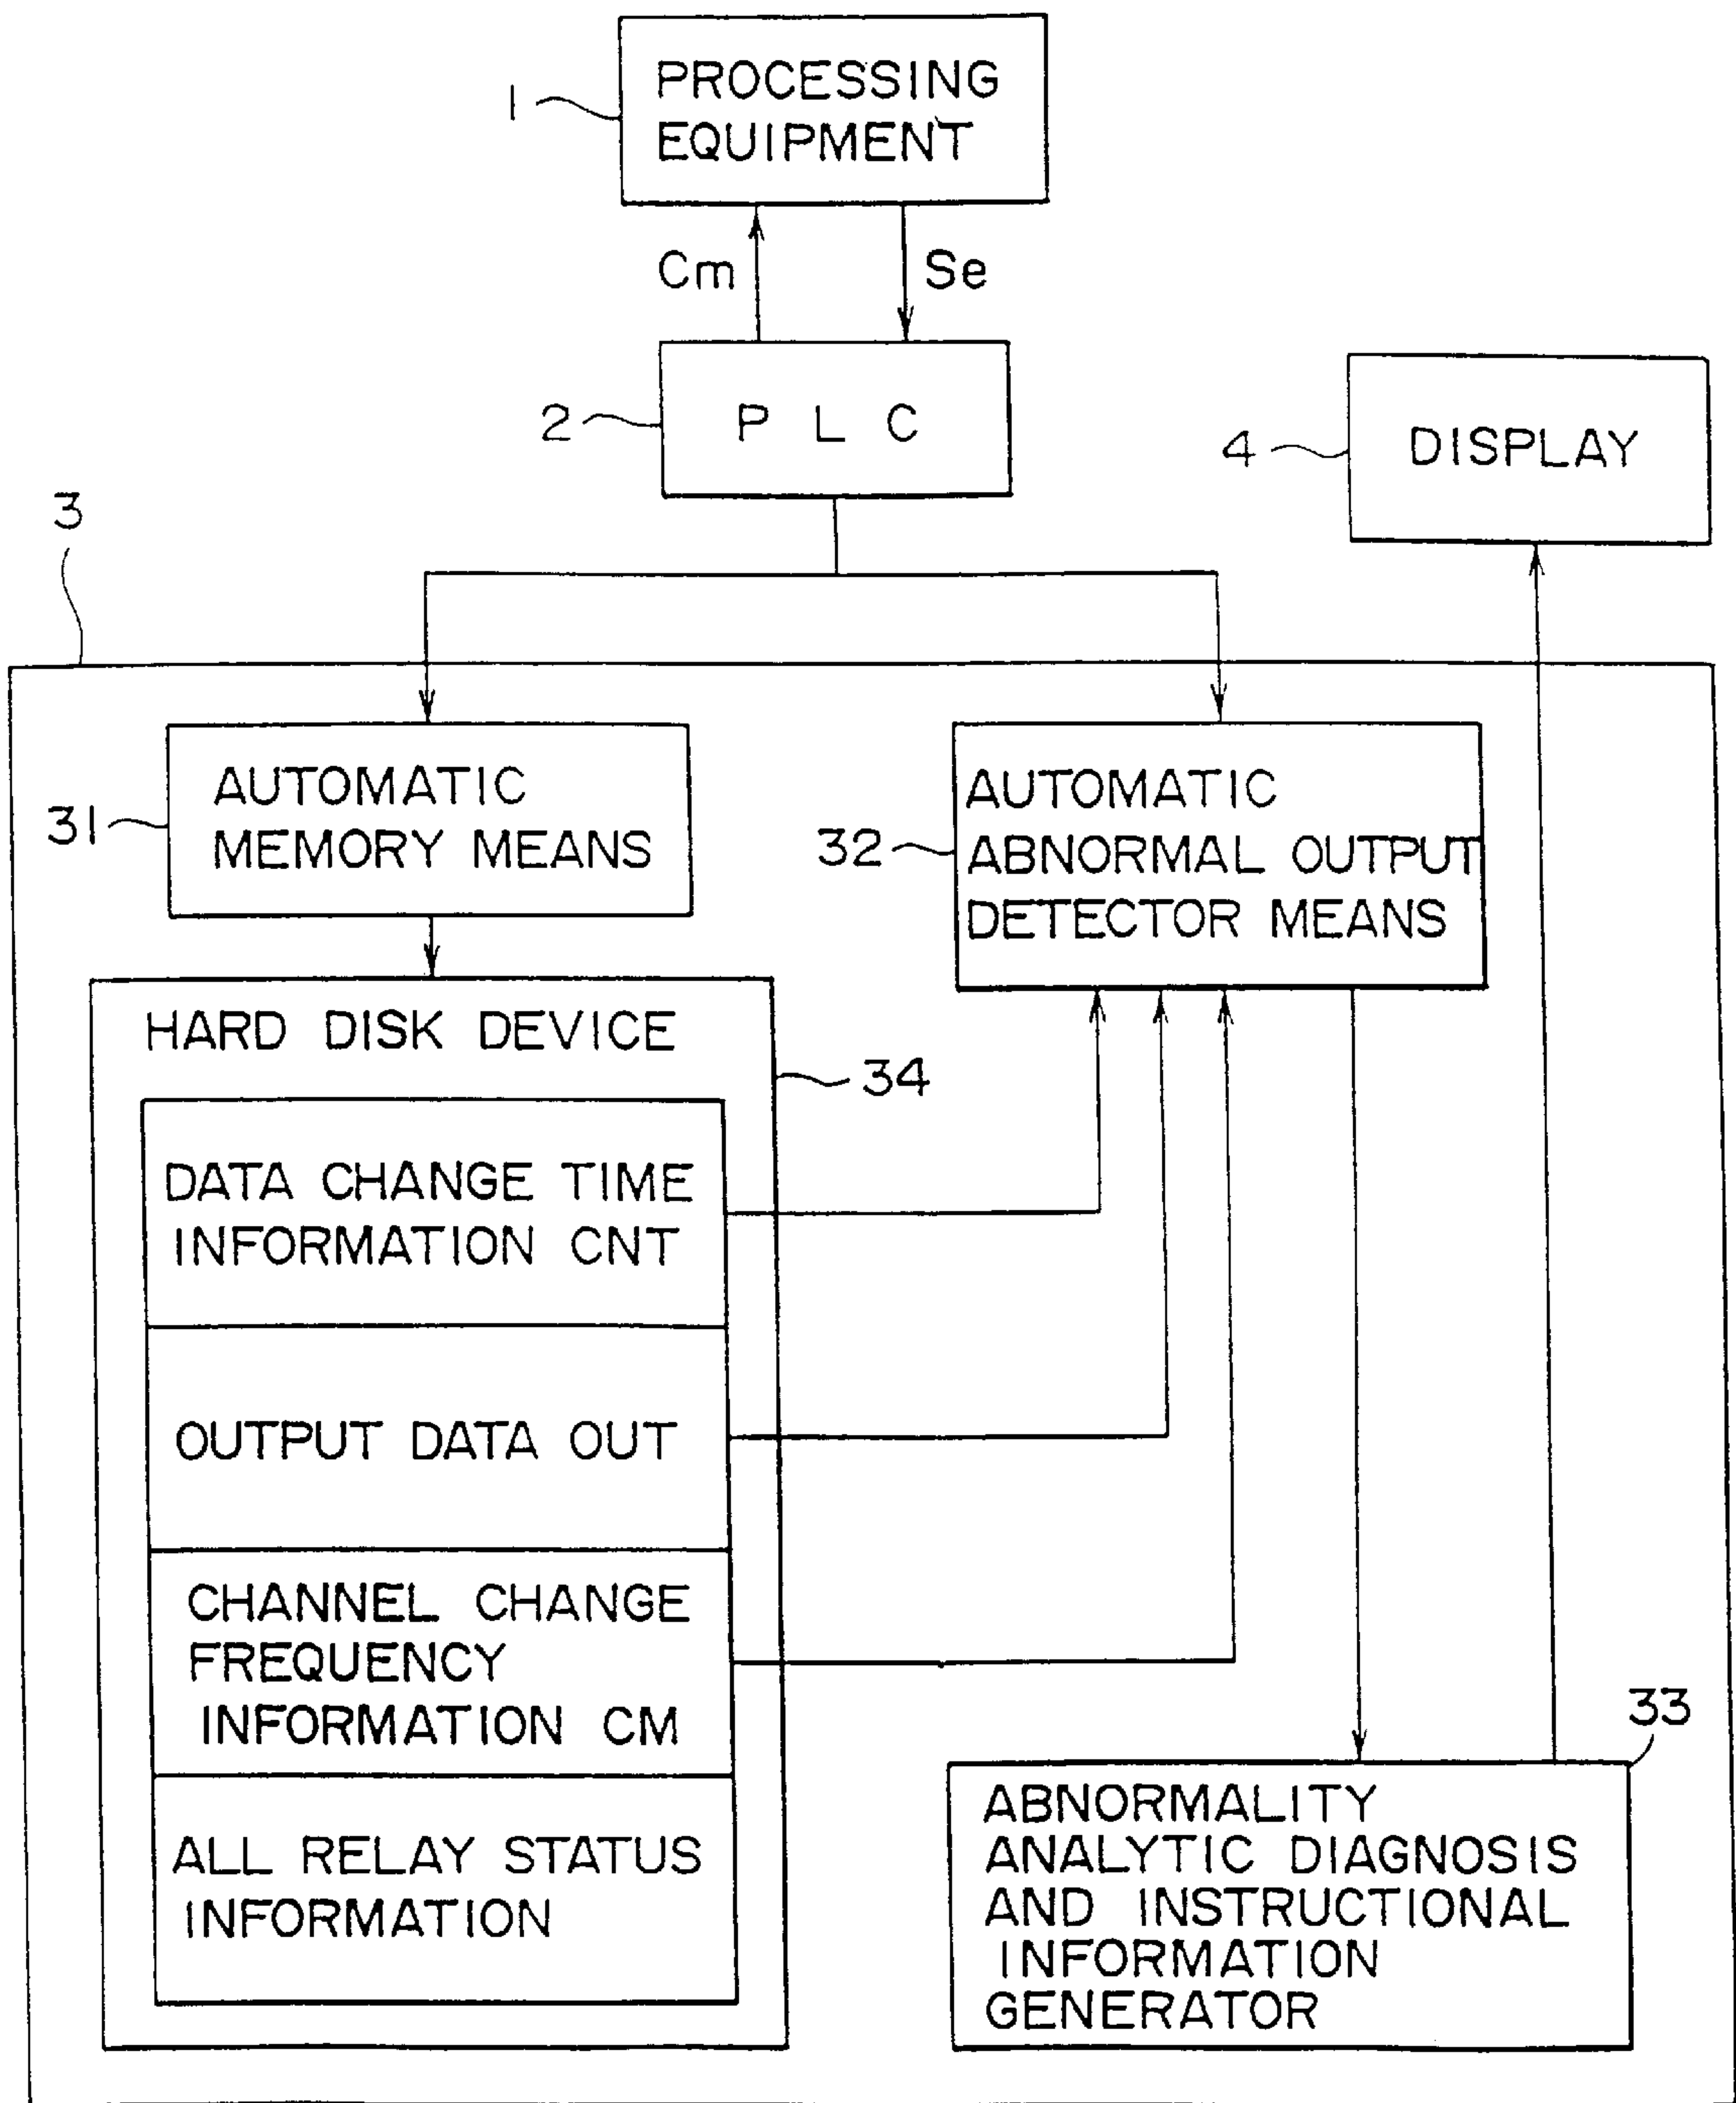 PROCESSING
EQUIPMENT
1
Cm
Se
2
P L C
4
DISPLAY
3
31
AUTOMATIC
MEMORY MEANS
32
AUTOMATIC
ABNORMAL OUTPUT
DETECTOR MEANS
HARD DISK DEVICE
34
DATA CHANGE TIME
INFORMATION CNT
OUTPUT DATA OUT
CHANNEL CHANGE
FREQUENCY
INFORMATION CM
ALL RELAY STATUS
INFORMATION
33
ABNORMALITY
ANALYTIC DIAGNOSIS
AND INSTRUCTIONAL
INFORMATION
GENERATOR